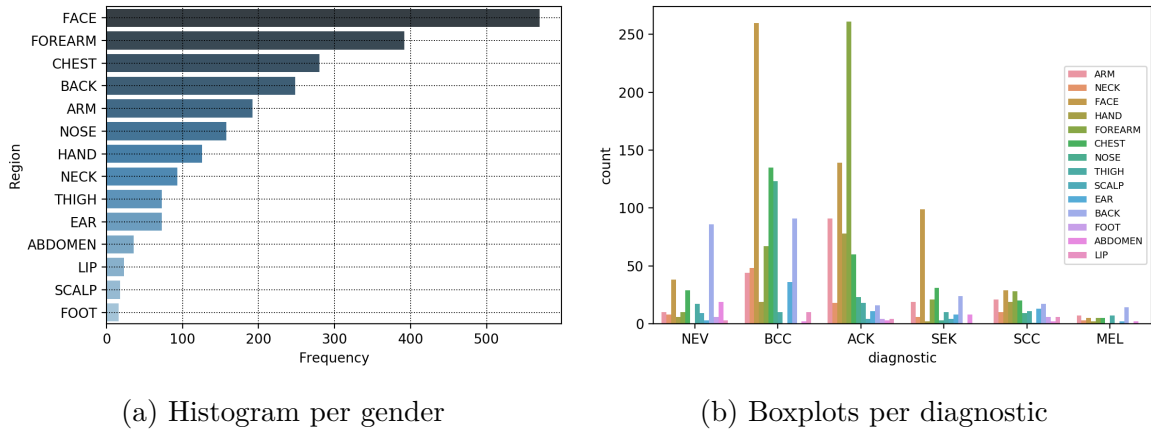 FACE
FOREARM
CHEST
BACK
ARM
NOSE
HAND
NECK
THIGH
EAR
ABDOMEN
LIP
SCALP
FOOT
Region
0 100 200 300 400 500
Frequency
(a) Histogram per gender
250
200
150
100
50
0
count
ARM
NECK
FACE
HAND
FOREARM
CHEST
NOSE
THIGH
SCALP
EAR
BACK
FOOT
ABDOMEN
LIP
NEV BCC ACK SEK SCC MEL
diagnostic
(b) Boxplots per diagnostic